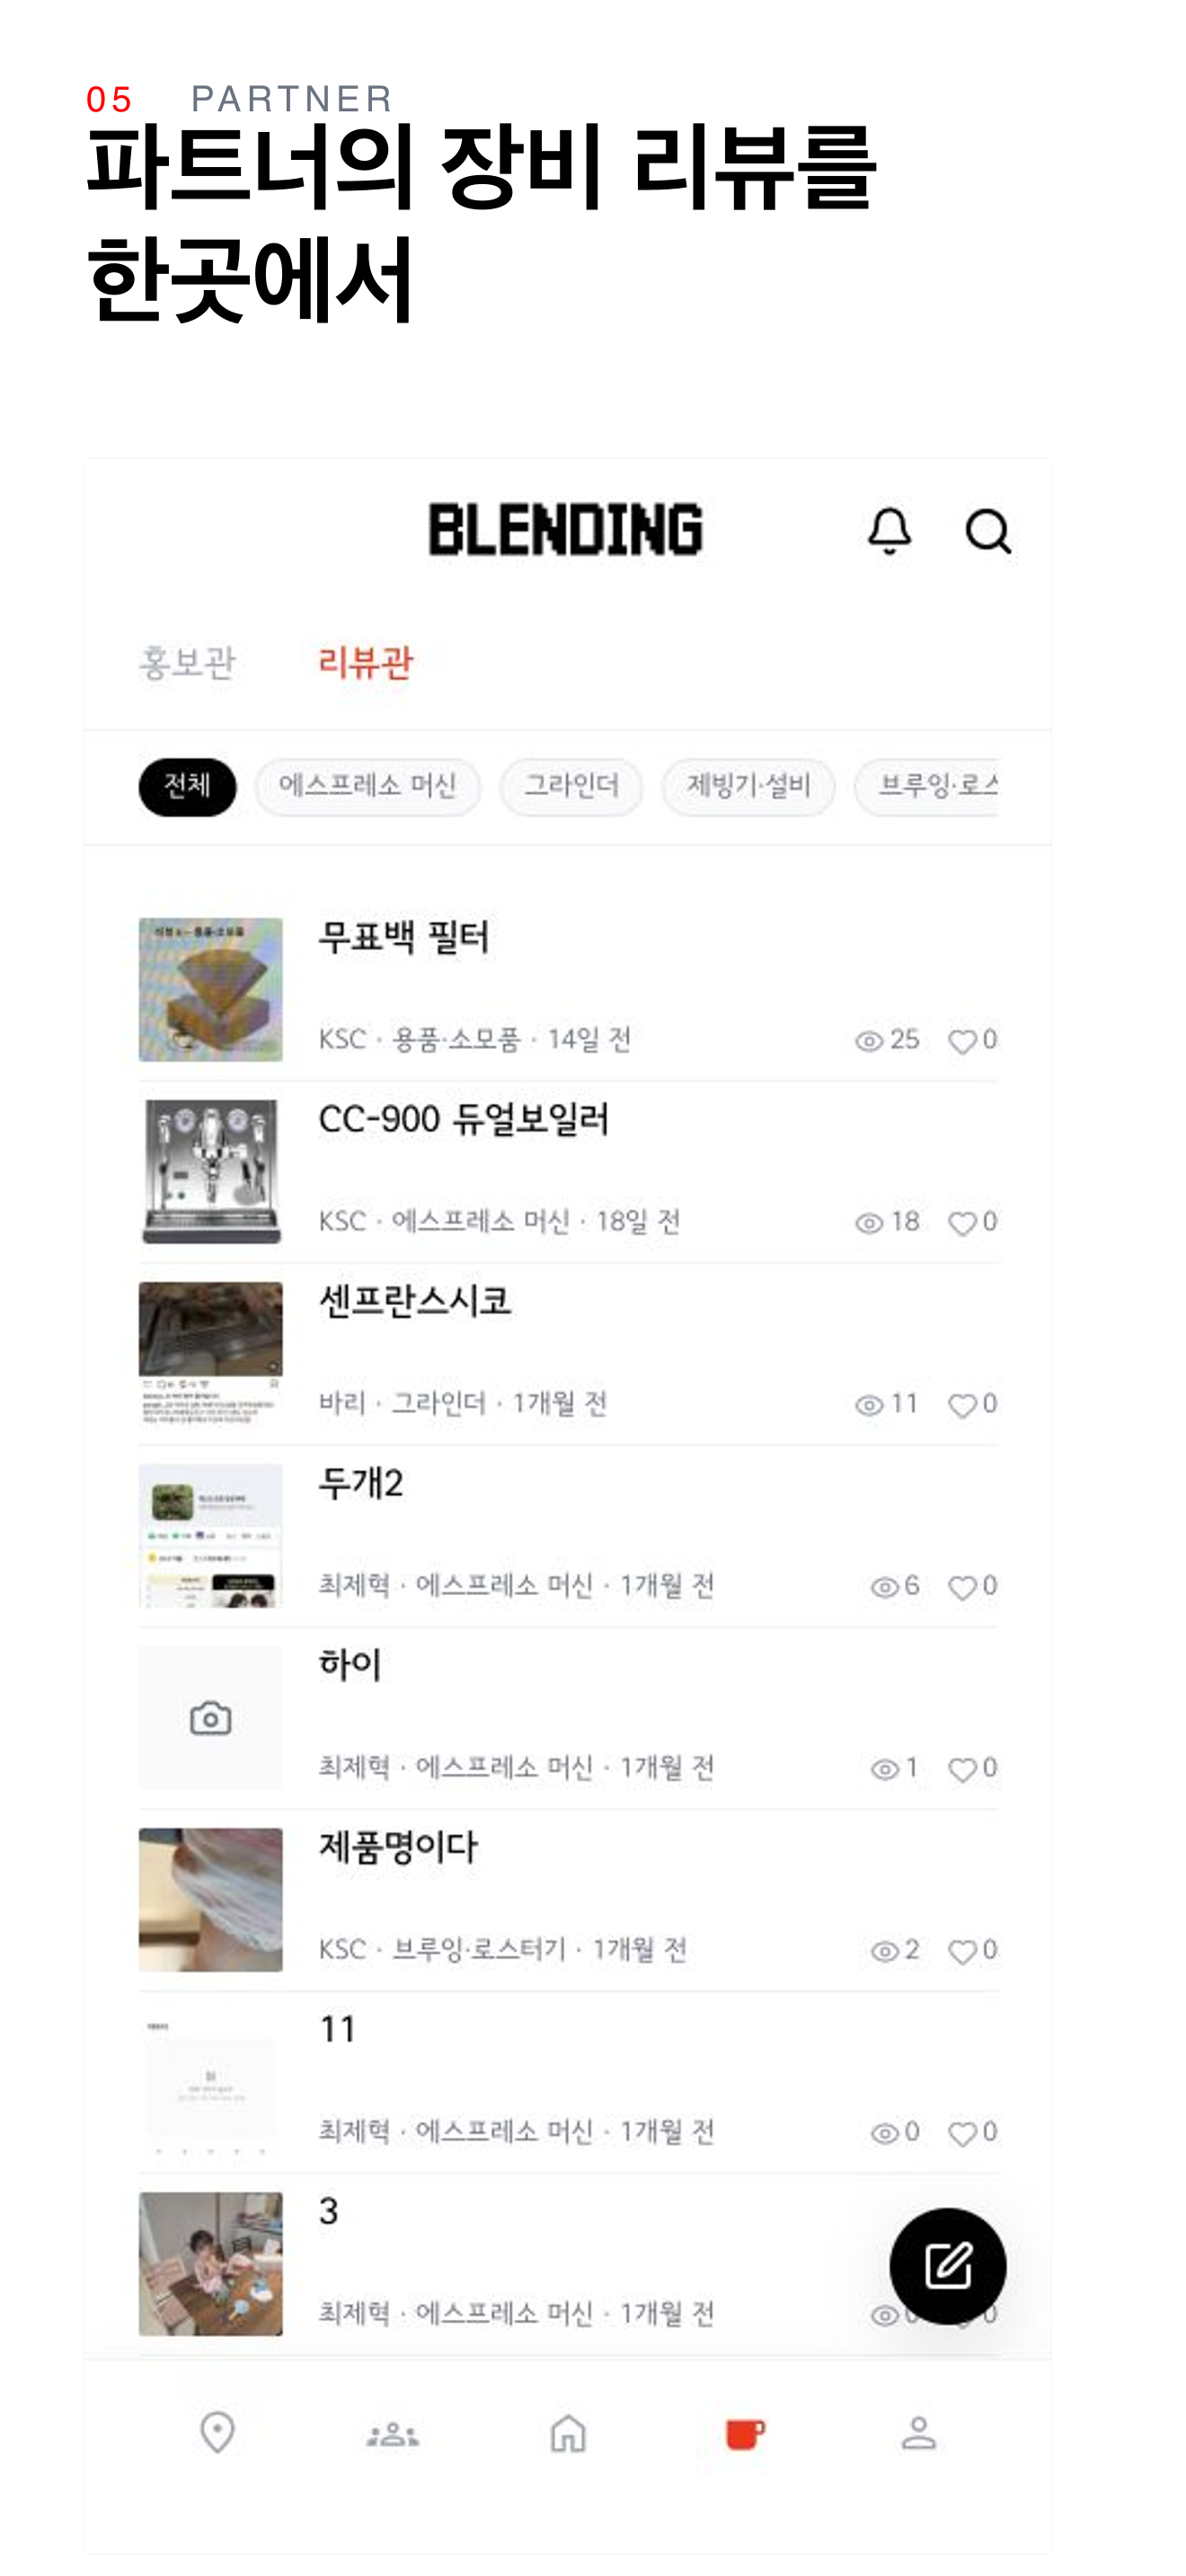 05 PARTNER
파트너의 장비 리뷰를
한곳에서
BLENDING
홍보관 리뷰관
전체 에스프레소 머신 그라인더 제빙기·설비 브루잉·로스
무표백 필터
KSC · 용품·소모품 · 14일 전 25 0
CC-900 듀얼보일러
KSC · 에스프레소 머신 · 18일 전 18 0
센프란스시코
바리 · 그라인더 · 1개월 전 11 0
두개2
최제혁 · 에스프레소 머신 · 1개월 전 6 0
하이
최제혁 · 에스프레소 머신 · 1개월 전 1 0
제품명이다
KSC · 브루잉·로스터기 · 1개월 전 2 0
11
최제혁 · 에스프레소 머신 · 1개월 전 0 0
3
최제혁 · 에스프레소 머신 · 1개월 전 0 0